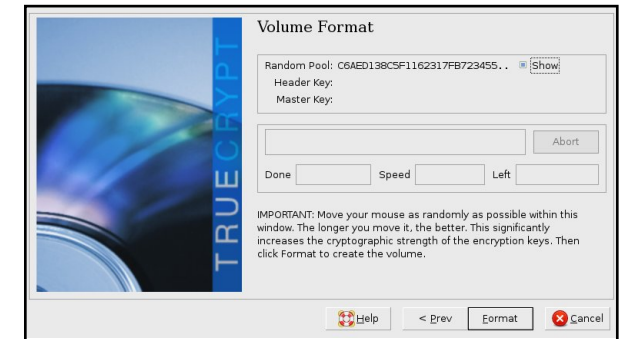 TRUECRYPT
Volume Format
Random Pool: C6AED138C5F1162317FB723455.. Show
Header Key:
Master Key:
Abort
Done Speed Left
IMPORTANT: Move your mouse as randomly as possible within this
window. The longer you move it, the better. This significantly
increases the cryptographic strength of the encryption keys. Then
click Format to create the volume.
Help < Prev Format Cancel